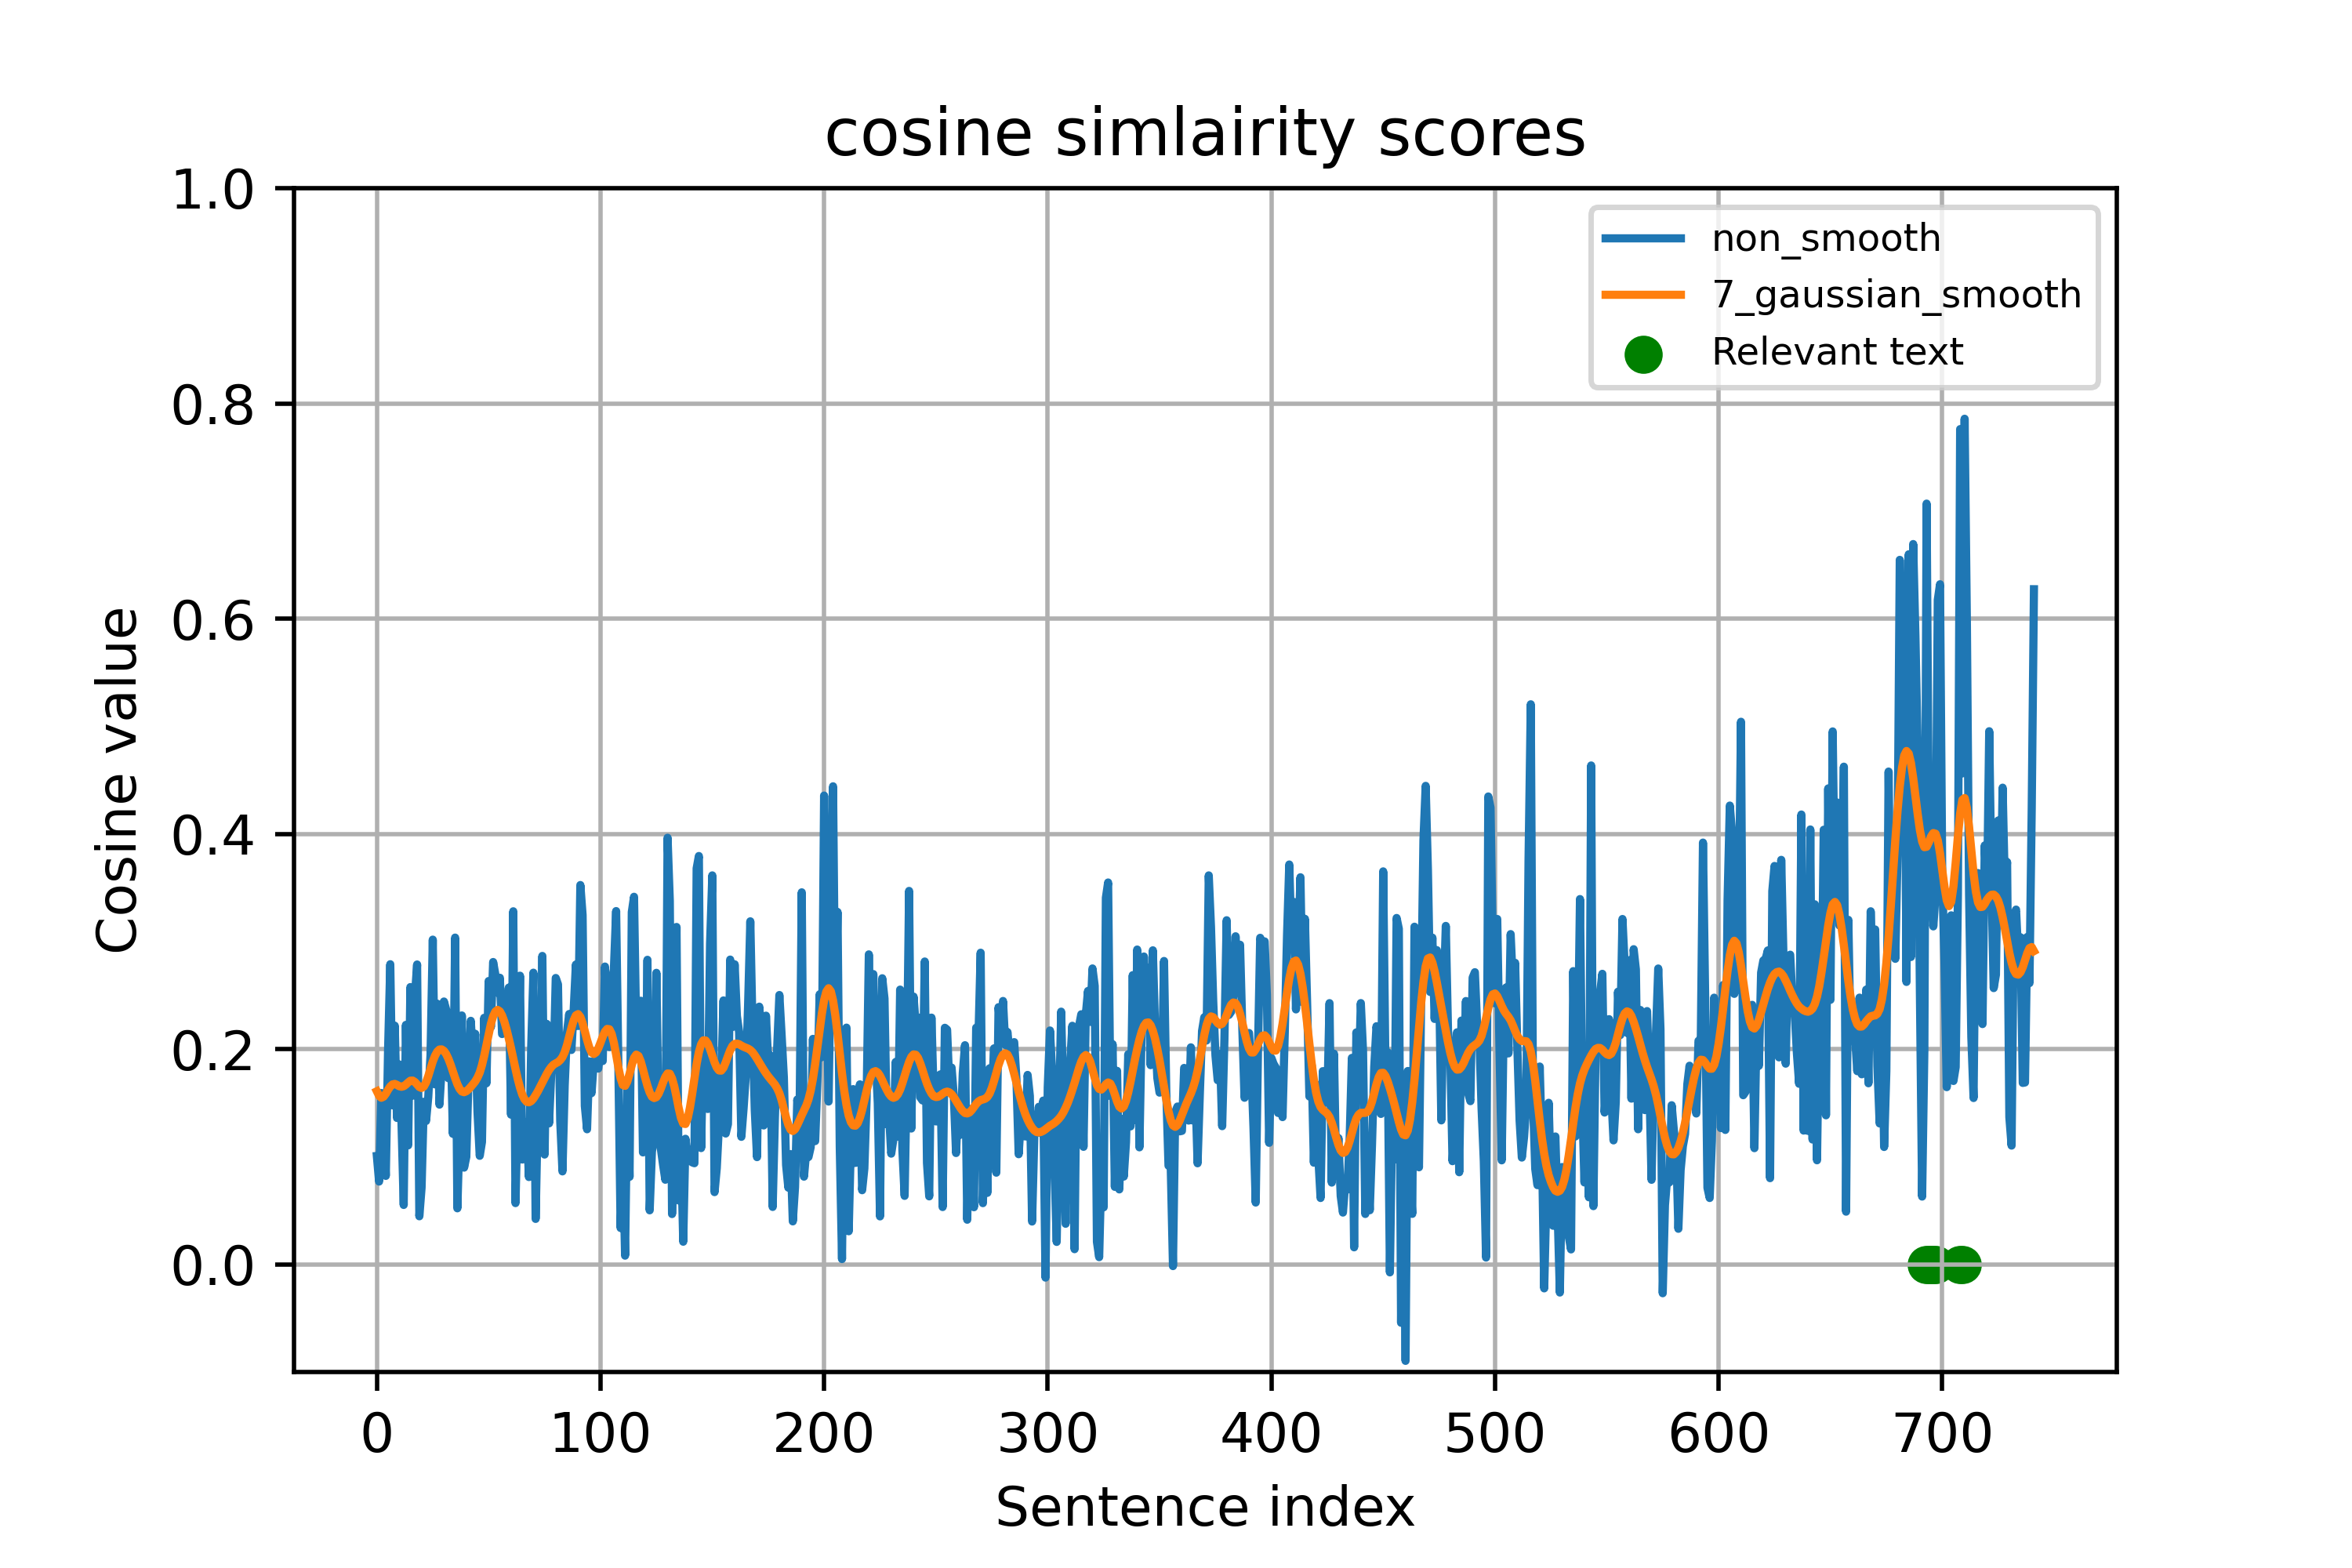 cosine simlairity scores
1.0
0.8
0.6
0.4
0.2
0.0
Cosine value
non_smooth
7_gaussian_smooth
Relevant text
0 100 200 300 400 500 600 700
Sentence index